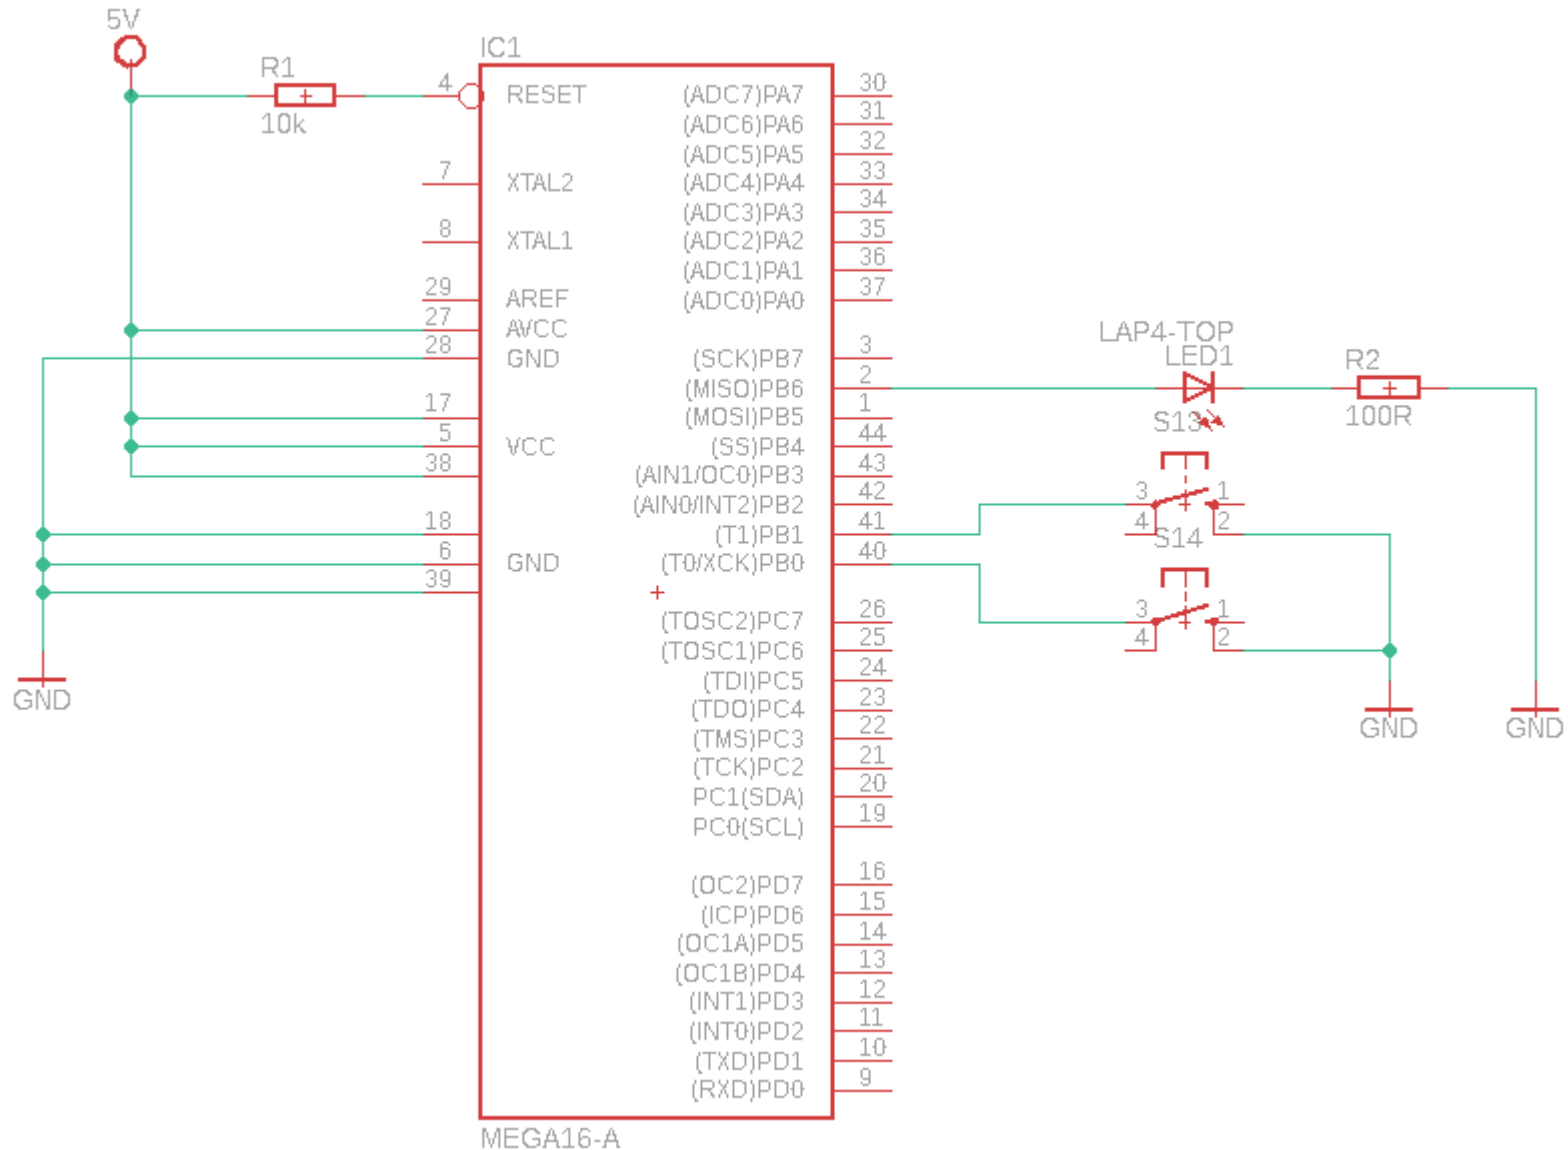 5V
R1
10k
IC1
4 RESET
7 XTAL2
8 XTAL1
29 AREF
27 AVCC
28 GND
17
5 VCC
38
18
6 GND
39
GND
(ADC7)PA7 30
(ADC6)PA6 31
(ADC5)PA5 32
(ADC4)PA4 33
(ADC3)PA3 34
(ADC2)PA2 35
(ADC1)PA1 36
(ADC0)PA0 37
(SCK)PB7 3
(MISO)PB6 2
(MOSI)PB5 1
(SS)PB4 44
(AIN1/OC0)PB3 43
(AIN0/INT2)PB2 42
(T1)PB1 41
(T0/XCK)PB0 40
(TOSC2)PC7 26
(TOSC1)PC6 25
(TDI)PC5 24
(TDO)PC4 23
(TMS)PC3 22
(TCK)PC2 21
PC1(SDA) 20
PC0(SCL) 19
(OC2)PD7 16
(ICP)PD6 15
(OC1A)PD5 14
(OC1B)PD4 13
(INT1)PD3 12
(INT0)PD2 11
(TXD)PD1 10
(RXD)PD0 9
MEGA16-A
LAP4-TOP
LED1
R2
100R
S13
3 1
4 2
S14
3 1
4 2
GND
GND